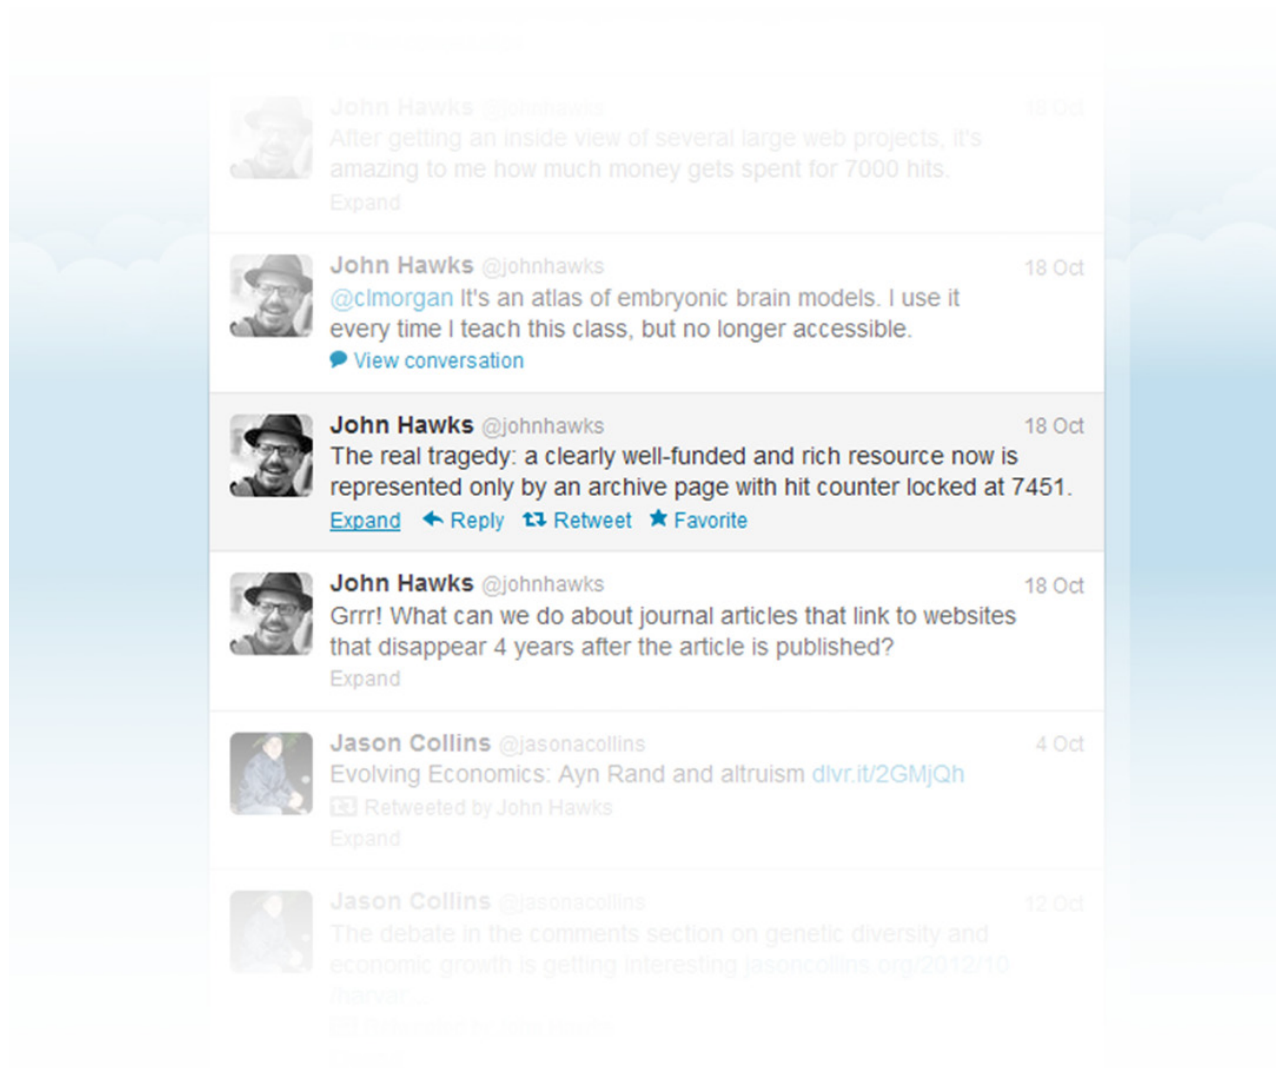 John Hawks @johnhawks 18 Oct
After getting an inside view of several large web projects, it's
amazing to me how much money gets spent for 7000 hits.
Expand
John Hawks @johnhawks 18 Oct
@clmorgan It's an atlas of embryonic brain models. I use it
every time I teach this class, but no longer accessible.
View conversation
John Hawks @johnhawks 18 Oct
The real tragedy: a clearly well-funded and rich resource now is
represented only by an archive page with hit counter locked at 7451.
Expand Reply Retweet Favorite
John Hawks @johnhawks 18 Oct
Grrr! What can we do about journal articles that link to websites
that disappear 4 years after the article is published?
Expand
Jason Collins @jasonacollins 4 Oct
Evolving Economics: Ayn Rand and altruism dlvr.it/2GMjQh
Retweeted by John Hawks
Expand
Jason Collins @jasonacollins 12 Oct
The debate in the comments section on genetic diversity and
economic growth is getting interesting jasoncollins.org/2012/10
/harvar...